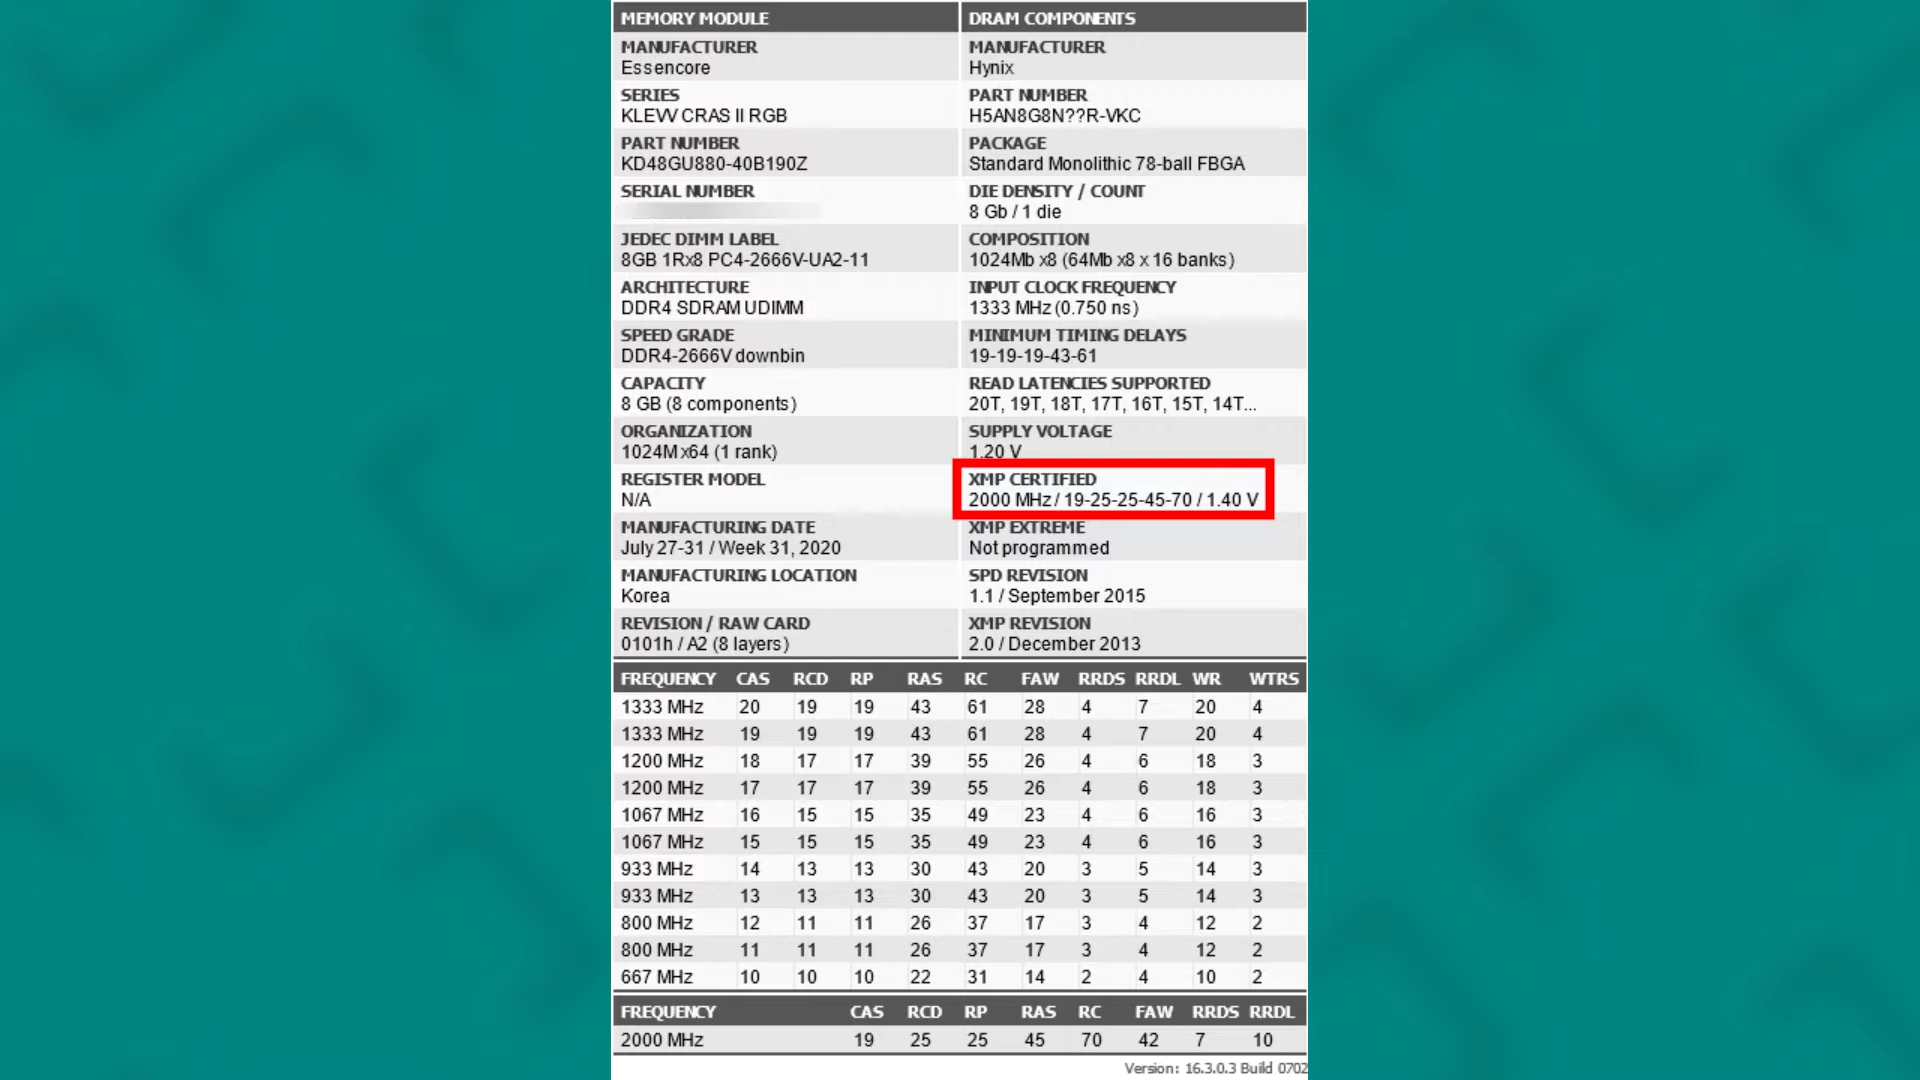 MEMORY MODULE
MANUFACTURER
Essencore
SERIES
KLEVV CRAS II RGB
PART NUMBER
KD48GU880-40B190Z
SERIAL NUMBER
JEDEC DIMM LABEL
8GB 1Rx8 PC4-2666V-UA2-11
ARCHITECTURE
DDR4 SDRAM UDIMM
SPEED GRADE
DDR4-2666V downbin
CAPACITY
8 GB (8 components)
ORGANIZATION
1024M x64 (1 rank)
REGISTER MODEL
N/A
MANUFACTURING DATE
July 27-31 / Week 31, 2020
MANUFACTURING LOCATION
Korea
REVISION / RAW CARD
0101h / A2 (8 layers)
DRAM COMPONENTS
MANUFACTURER
Hynix
PART NUMBER
H5AN8G8N??R-VKC
PACKAGE
Standard Monolithic 78-ball FBGA
DIE DENSITY / COUNT
8 Gb / 1 die
COMPOSITION
1024Mb x8 (64Mb x8 x 16 banks)
INPUT CLOCK FREQUENCY
1333 MHz (0.750 ns)
MINIMUM TIMING DELAYS
19-19-19-43-61
READ LATENCIES SUPPORTED
20T, 19T, 18T, 17T, 16T, 15T, 14T...
SUPPLY VOLTAGE
1.20 V
XMP CERTIFIED
2000 MHz / 19-25-25-45-70 / 1.40 V
XMP EXTREME
Not programmed
SPD REVISION
1.1 / September 2015
XMP REVISION
2.0 / December 2013
FREQUENCY CAS RCD RP RAS RC FAW RRDS RRDL WR WTRS
1333 MHz 20 19 19 43 61 28 4 7 20 4
1333 MHz 19 19 19 43 61 28 4 7 20 4
1200 MHz 18 17 17 39 55 26 4 6 18 3
1200 MHz 17 17 17 39 55 26 4 6 18 3
1067 MHz 16 15 15 35 49 23 4 6 16 3
1067 MHz 15 15 15 35 49 23 4 6 16 3
933 MHz 14 13 13 30 43 20 3 5 14 3
933 MHz 13 13 13 30 43 20 3 5 14 3
800 MHz 12 11 11 26 37 17 3 4 12 2
800 MHz 11 11 11 26 37 17 3 4 12 2
667 MHz 10 10 10 22 31 14 2 4 10 2
FREQUENCY CAS RCD RP RAS RC FAW RRDS RRDL
2000 MHz 19 25 25 45 70 42 7 10
Version: 16.3.0.3 Build 0702